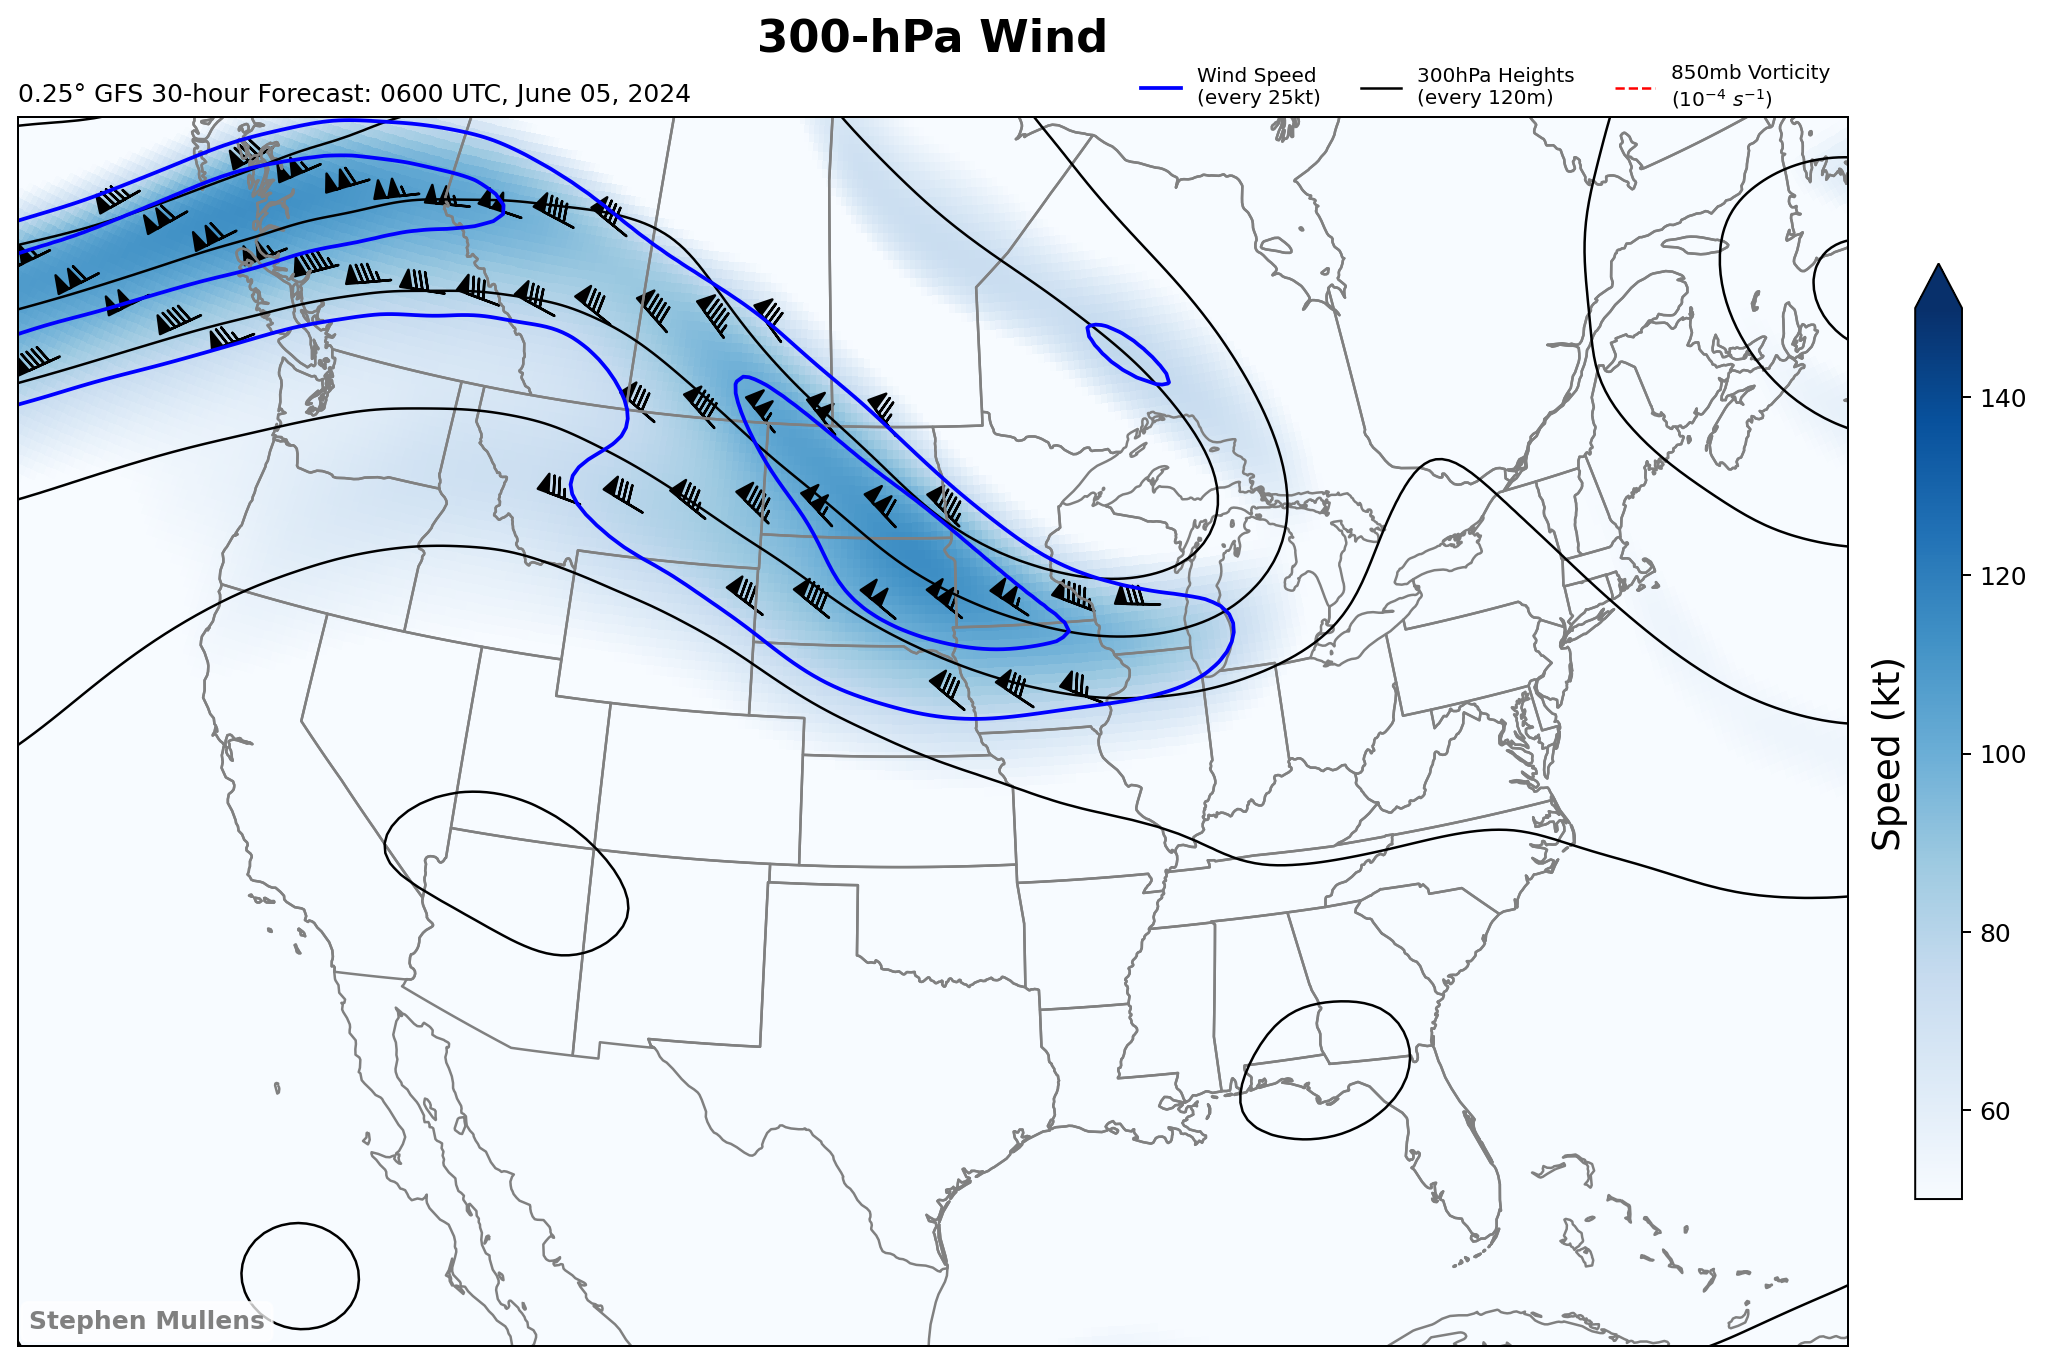 300-hPa Wind
0.25° GFS 30-hour Forecast: 0600 UTC, June 05, 2024
Wind Speed
(every 25kt)
300hPa Heights
(every 120m)
850mb Vorticity
(10⁻⁴ s⁻¹)
140
120
100
80
60
Speed (kt)
Stephen Mullens